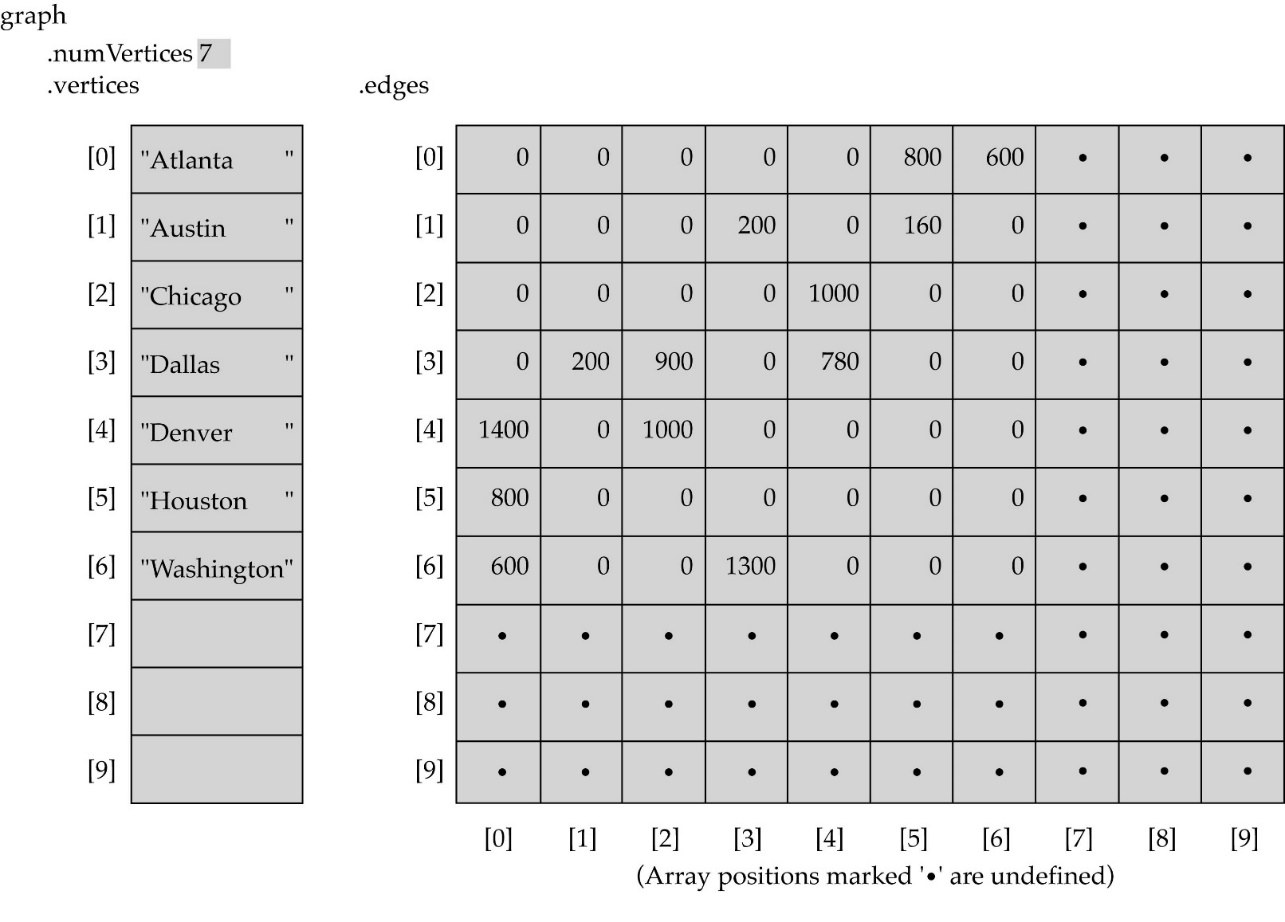 graph
.numVertices 7
.vertices .edges
[0] "Atlanta " [0] 0 0 0 0 0 800 600 • • •
[1] "Austin " [1] 0 0 0 200 0 160 0 • • •
[2] "Chicago " [2] 0 0 0 0 1000 0 0 • • •
[3] "Dallas " [3] 0 200 900 0 780 0 0 • • •
[4] "Denver " [4] 1400 0 1000 0 0 0 0 • • •
[5] "Houston " [5] 800 0 0 0 0 0 0 • • •
[6] "Washington" [6] 600 0 0 1300 0 0 0 • • •
[7] [7] • • • • • • • • • •
[8] [8] • • • • • • • • • •
[9] [9] • • • • • • • • • •
[0] [1] [2] [3] [4] [5] [6] [7] [8] [9]
(Array positions marked '•' are undefined)